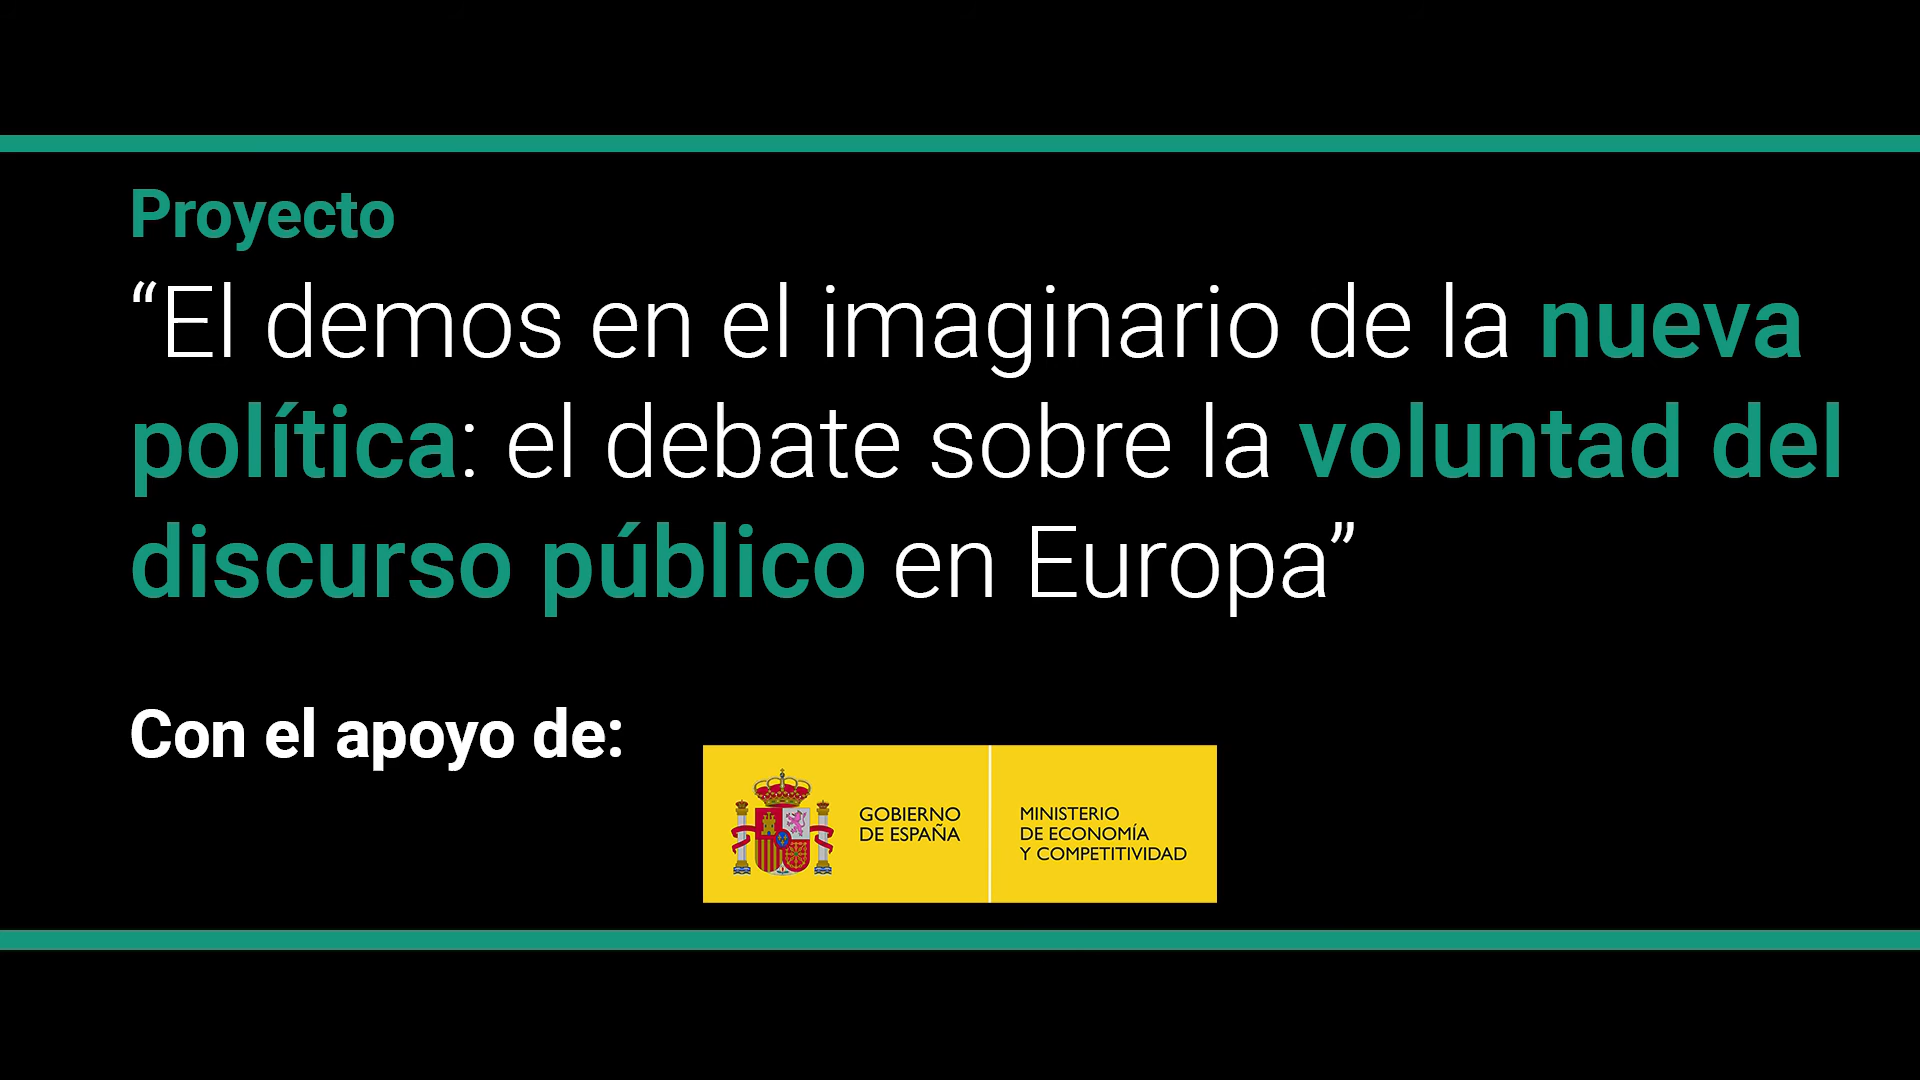 Proyecto
“El demos en el imaginario de la nueva
política: el debate sobre la voluntad del
discurso público en Europa”
Con el apoyo de:
GOBIERNO
DE ESPAÑA
MINISTERIO
DE ECONOMÍA
Y COMPETITIVIDAD